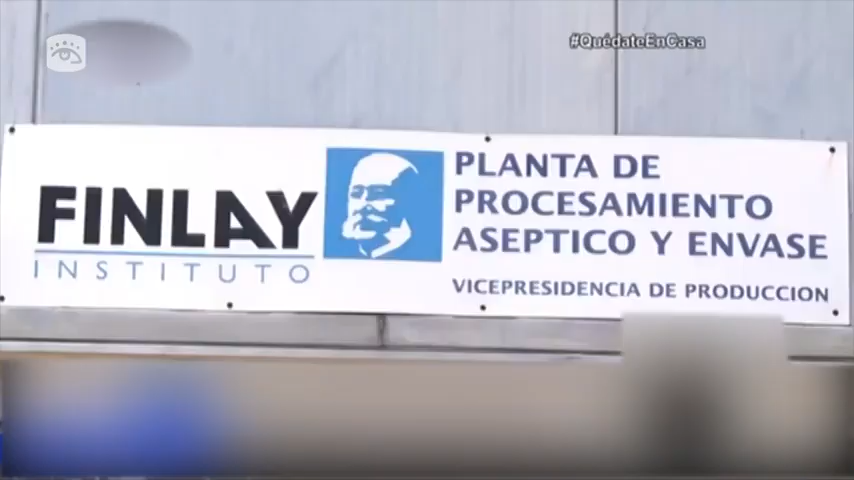 #QuédateEnCasa
FINLAY
INSTITUTO
PLANTA DE
PROCESAMIENTO
ASEPTICO Y ENVASE
VICEPRESIDENCIA DE PRODUCCION